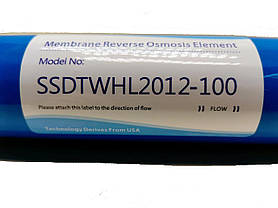 Membrane Reverse Osmosis Element
Model No:
SSDTWHL2012-100
Please attach this label to the direction of flow
»» FLOW »»
Technology Derives From USA